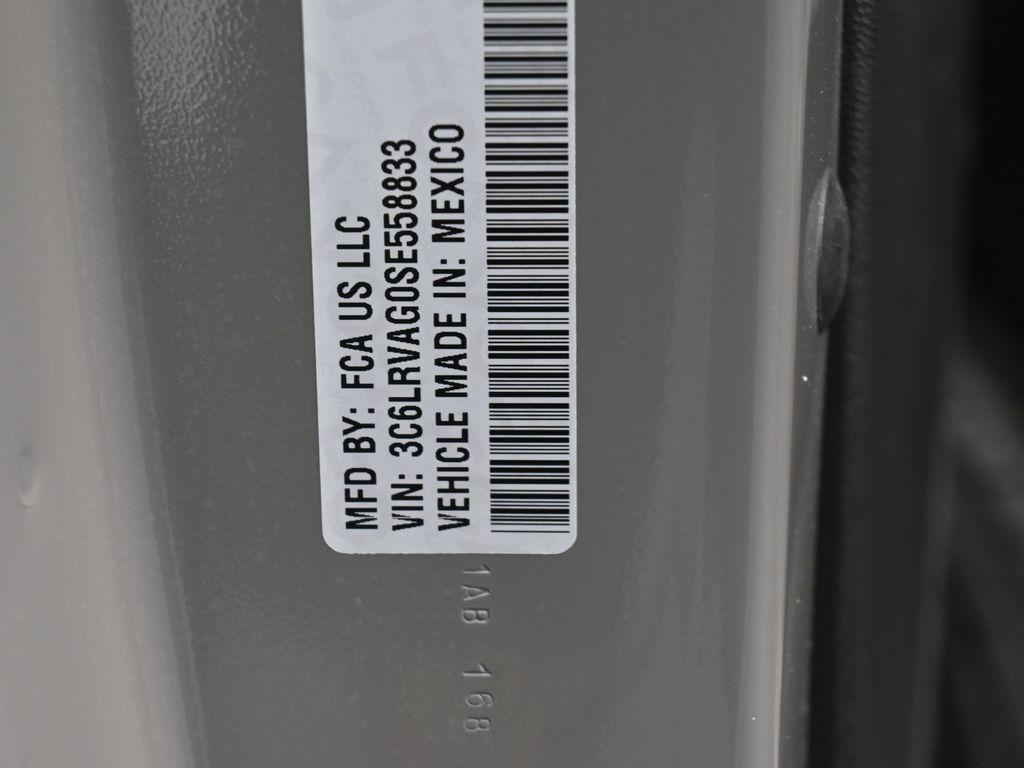 MFD BY: FCA US LLC
VIN: 3C6LRVAG0SE558833
VEHICLE MADE IN: MEXICO
1AB 168